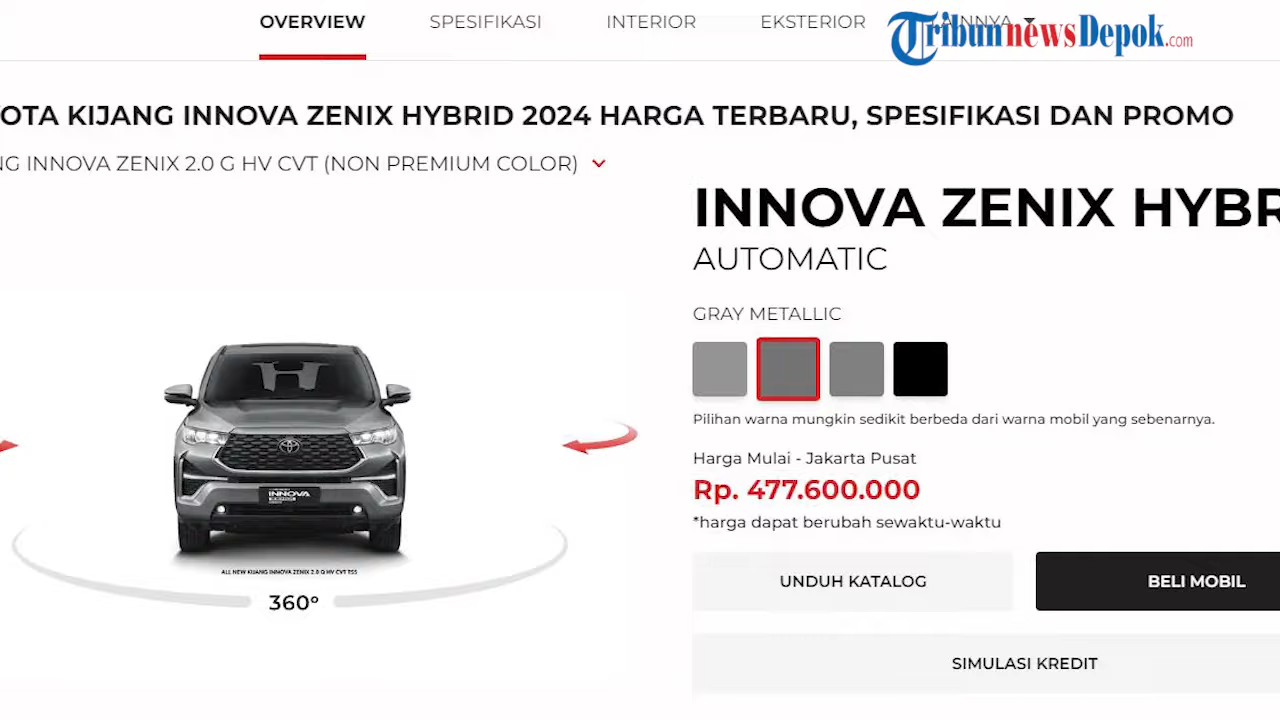 OVERVIEW SPESIFIKASI INTERIOR EKSTERIOR LAINNYA
TribunnewsDepok.com
OTA KIJANG INNOVA ZENIX HYBRID 2024 HARGA TERBARU, SPESIFIKASI DAN PROMO
NG INNOVA ZENIX 2.0 G HV CVT (NON PREMIUM COLOR)
INNOVA ZENIX HYBR
AUTOMATIC
GRAY METALLIC
Pilihan warna mungkin sedikit berbeda dari warna mobil yang sebenarnya.
Harga Mulai - Jakarta Pusat
Rp. 477.600.000
*harga dapat berubah sewaktu-waktu
INNOVA
ALL NEW KIJANG INNOVA ZENIX 2.0 Q HV CVT TSS
360°
UNDUH KATALOG
BELI MOBIL
SIMULASI KREDIT